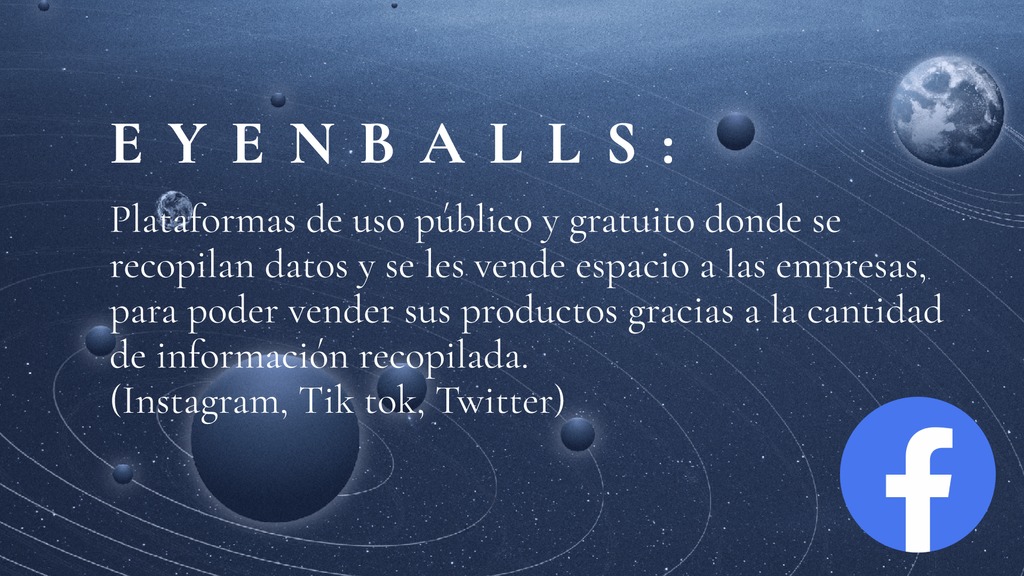 EYENBALLS:
Plataformas de uso público y gratuito donde se
recopilan datos y se les vende espacio a las empresas,
para poder vender sus productos gracias a la cantidad
de información recopilada.
(Instagram, Tik tok, Twitter)
f